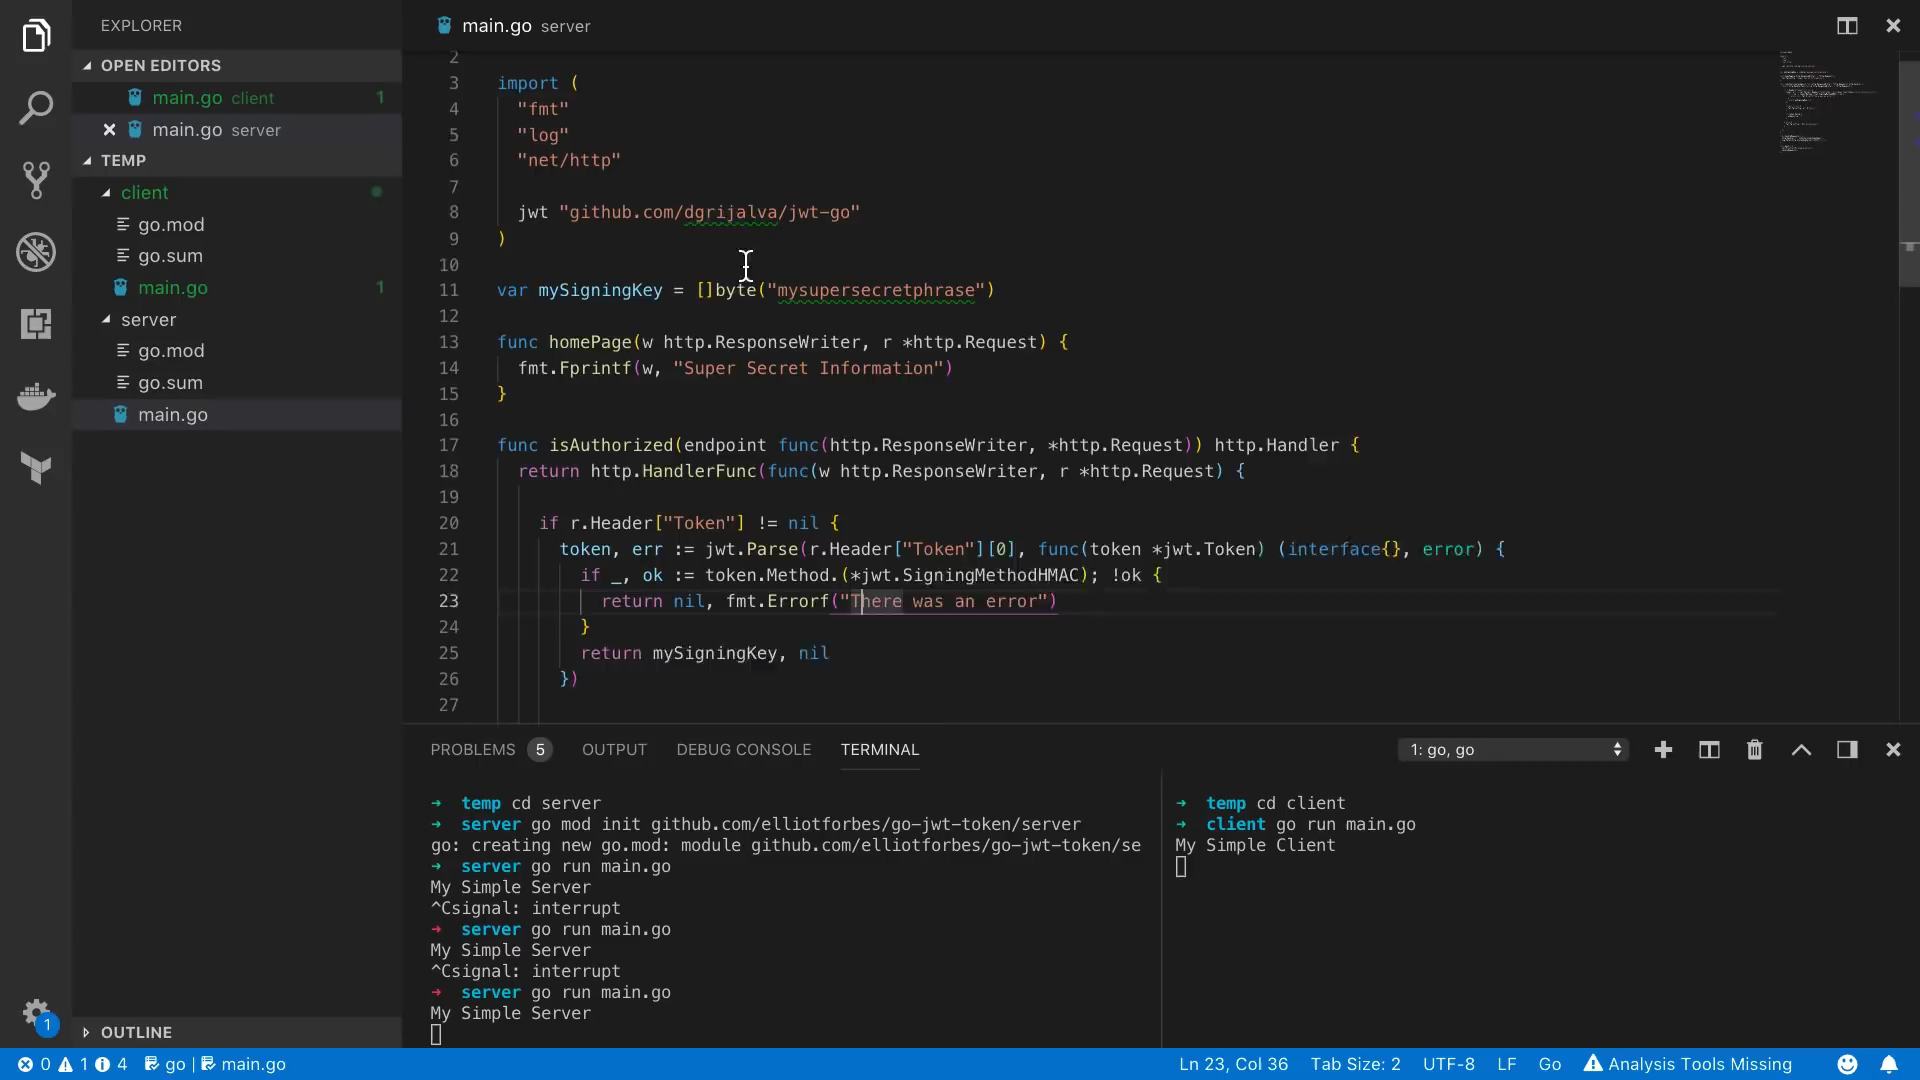 EXPLORER
OPEN EDITORS
main.go client 1
main.go server
TEMP
client
go.mod
go.sum
main.go 1
server
go.mod
go.sum
main.go
OUTLINE
main.go server
2
3 import (
4 "fmt"
5 "log"
6 "net/http"
7
8 jwt "github.com/dgrijalva/jwt-go"
9 )
10
11 var mySigningKey = []byte("mysupersecretphrase")
12
13 func homePage(w http.ResponseWriter, r *http.Request) {
14 fmt.Fprintf(w, "Super Secret Information")
15 }
16
17 func isAuthorized(endpoint func(http.ResponseWriter, *http.Request)) http.Handler {
18 return http.HandlerFunc(func(w http.ResponseWriter, r *http.Request) {
19
20 if r.Header["Token"] != nil {
21 token, err := jwt.Parse(r.Header["Token"][0], func(token *jwt.Token) (interface{}, error) {
22 if _, ok := token.Method.(*jwt.SigningMethodHMAC); !ok {
23 return nil, fmt.Errorf("There was an error")
24 }
25 return mySigningKey, nil
26 })
27
PROBLEMS 5 OUTPUT DEBUG CONSOLE TERMINAL 1: go, go
➜ temp cd server
➜ server go mod init github.com/elliotforbes/go-jwt-token/server
go: creating new go.mod: module github.com/elliotforbes/go-jwt-token/se
➜ server go run main.go
My Simple Server
^Csignal: interrupt
➜ server go run main.go
My Simple Server
^Csignal: interrupt
➜ server go run main.go
My Simple Server
➜ temp cd client
➜ client go run main.go
My Simple Client
1
0 1 4 go | main.go Ln 23, Col 36 Tab Size: 2 UTF-8 LF Go Analysis Tools Missing